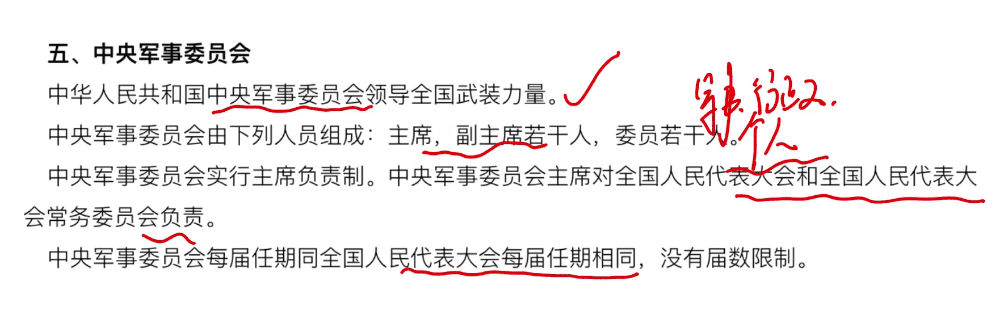 五、中央军事委员会
中华人民共和国中央军事委员会领导全国武装力量。
军事.行政.
个人
中央军事委员会由下列人员组成：主席，副主席若干人，委员若干人。
中央军事委员会实行主席负责制。中央军事委员会主席对全国人民代表大会和全国人民代表大
会常务委员会负责。
中央军事委员会每届任期同全国人民代表大会每届任期相同，没有届数限制。